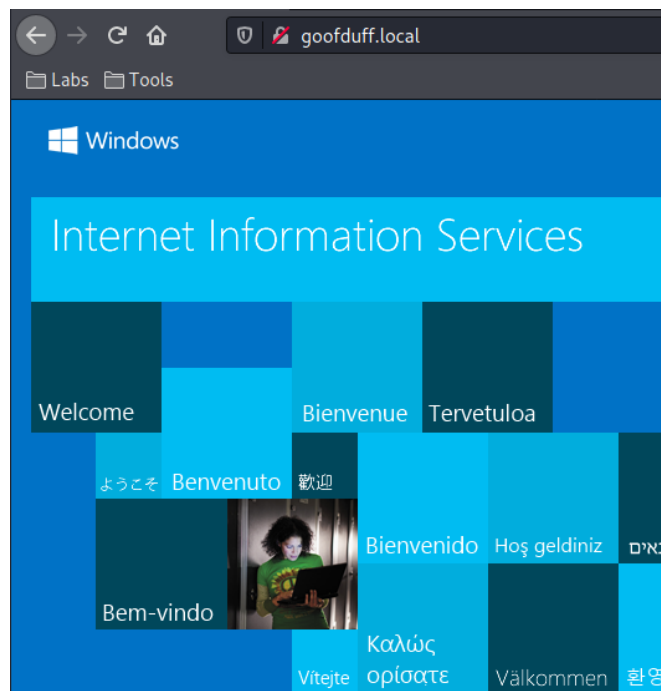 goofduff.local
Labs Tools
Windows
Internet Information Services
Welcome
Bienvenue
Tervetuloa
ようこそ
Benvenuto
歡迎
Bienvenido
Hoş geldiniz
Bem-vindo
Vítejte
Καλώς
ορίσατε
Välkommen